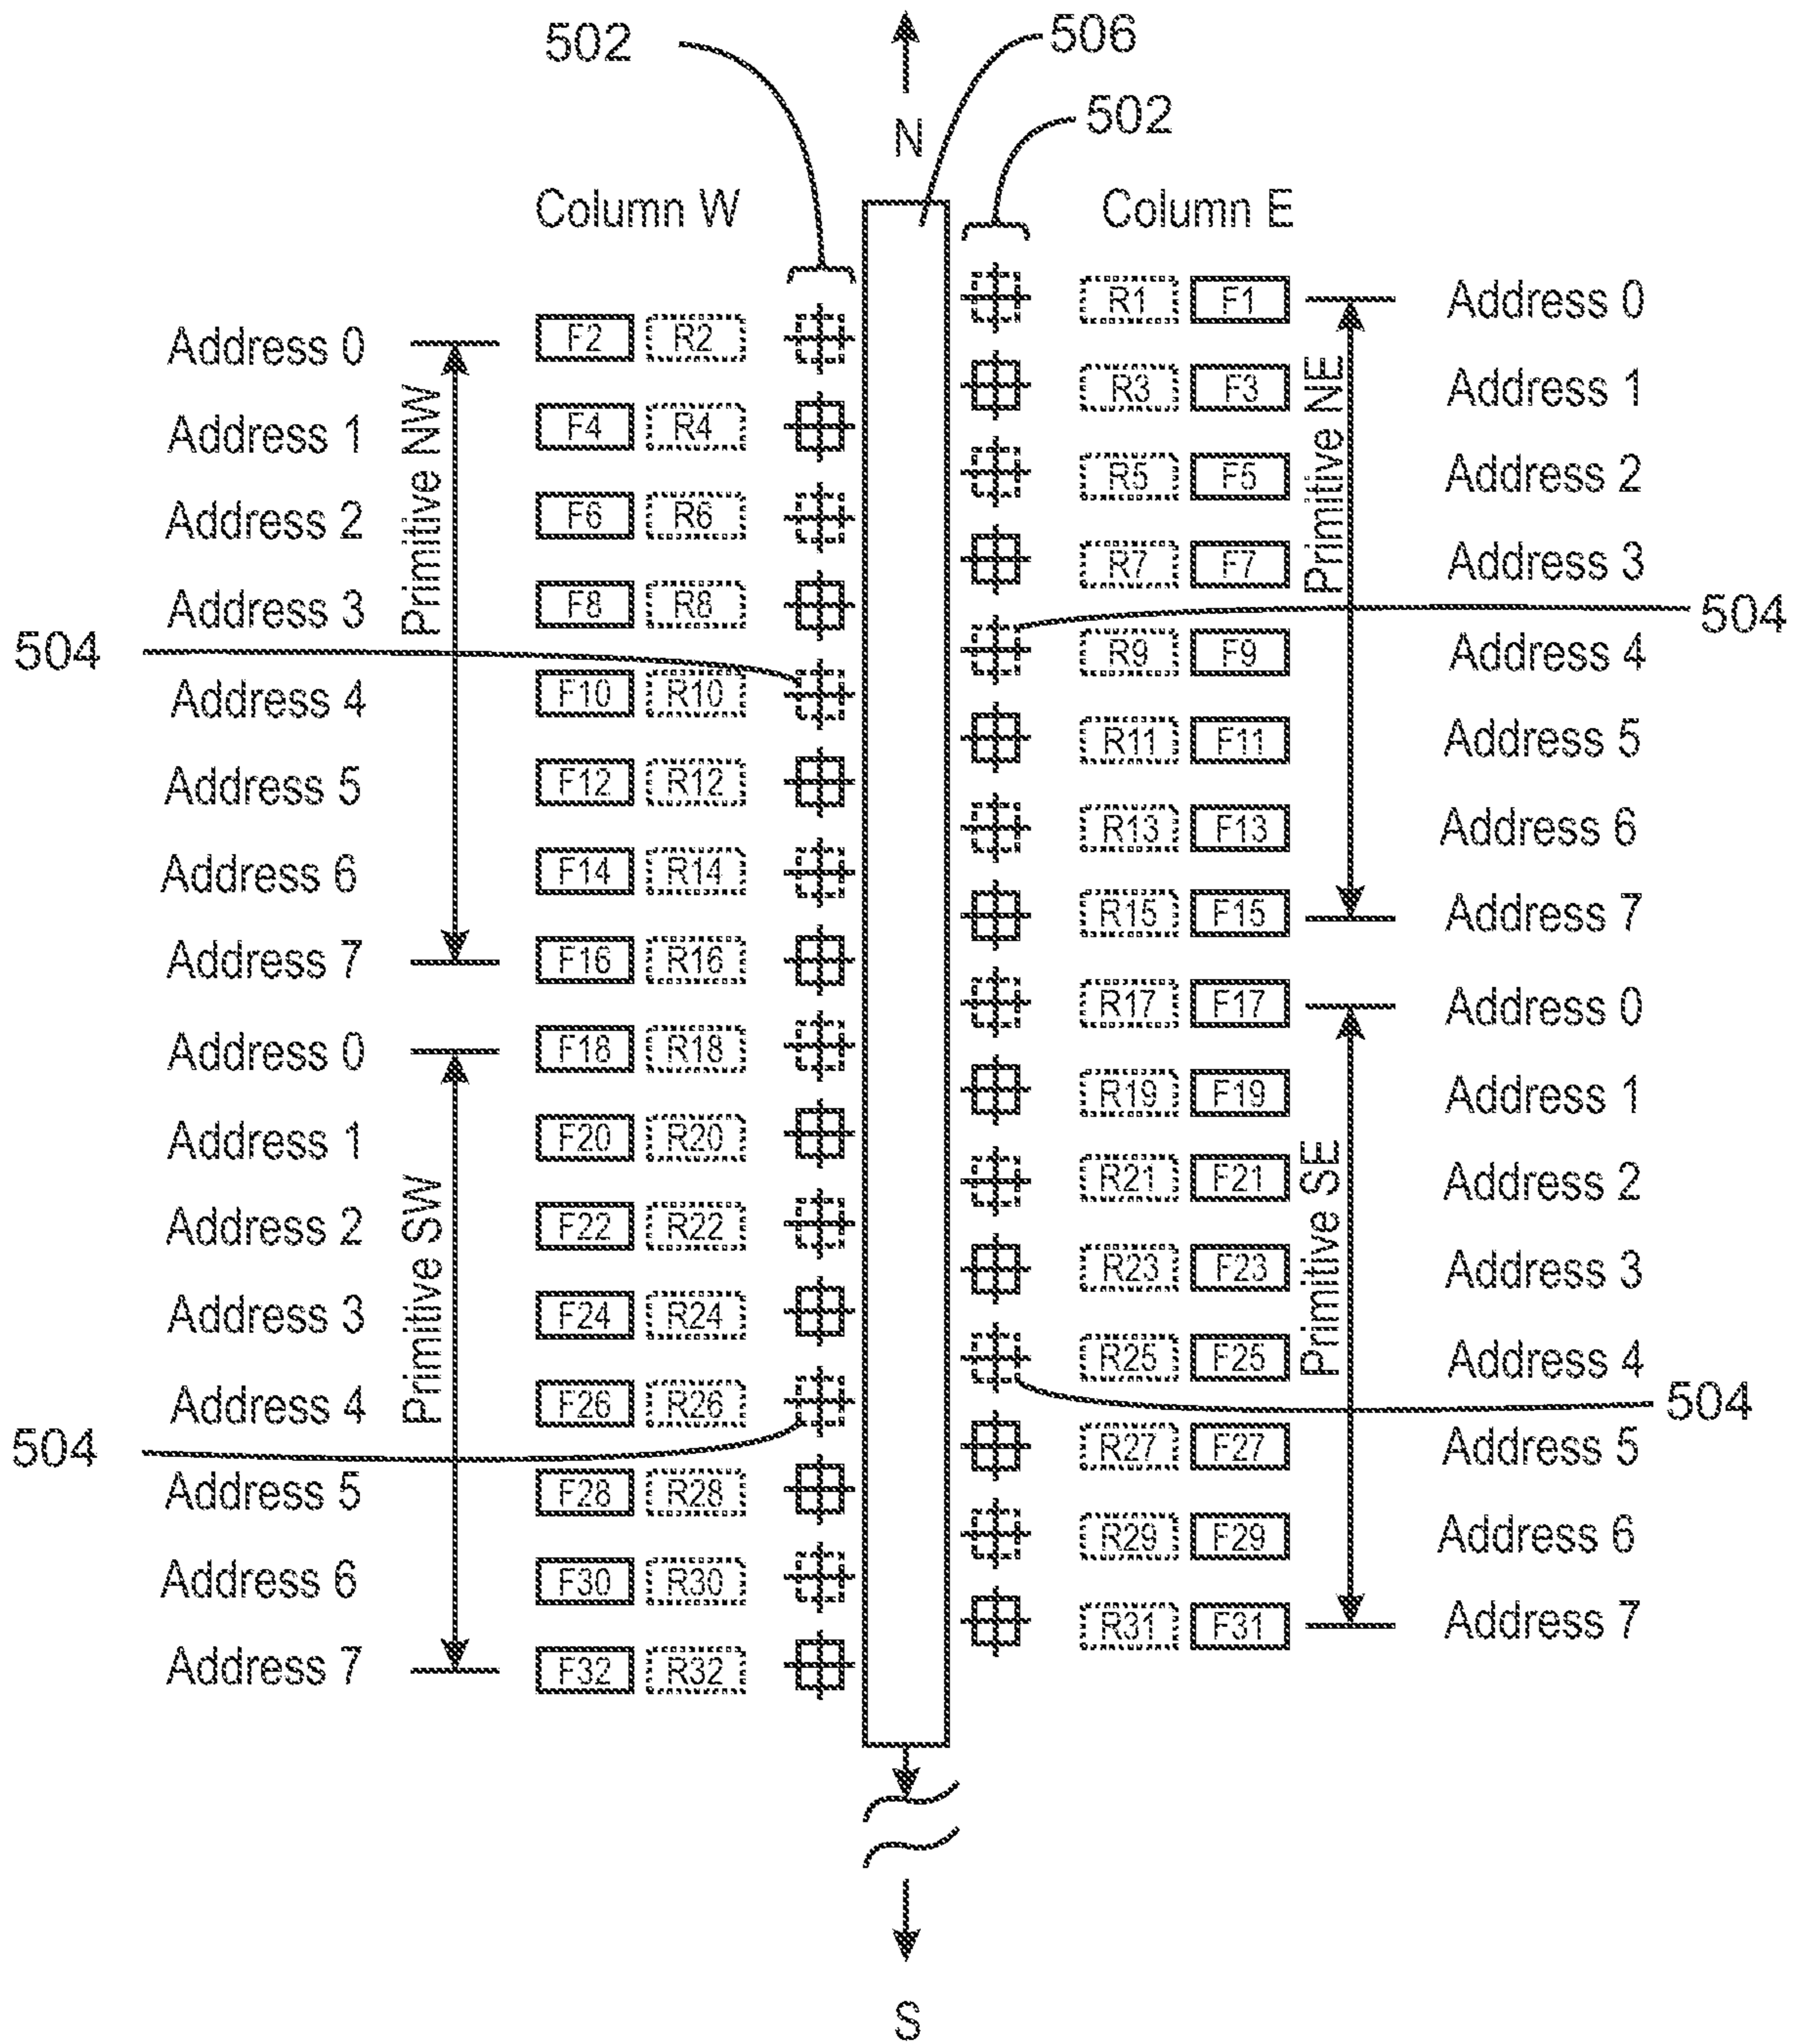 502
506
N
502
Column W
Column E
R1 F1 Address 0
Address 0 F2 R2
R3 F3 Address 1
Address 1 F4 R4
R5 F5 Address 2
Address 2 F6 R6
R7 F7 Address 3
Address 3 F8 R8
Primitive NW
Primitive NE
504
504
R9 F9 Address 4
Address 4 F10 R10
R11 F11 Address 5
Address 5 F12 R12
R13 F13 Address 6
Address 6 F14 R14
R15 F15 Address 7
Address 7 F16 R16
R17 F17 Address 0
Address 0 F18 R18
R19 F19 Address 1
Address 1 F20 R20
R21 F21 Address 2
Address 2 F22 R22
R23 F23 Address 3
Address 3 F24 R24
Primitive SW
Primitive SE
R25 F25 Address 4
Address 4 F26 R26
504
504
R27 F27 Address 5
Address 5 F28 R28
R29 F29 Address 6
Address 6 F30 R30
R31 F31 Address 7
Address 7 F32 R32
S